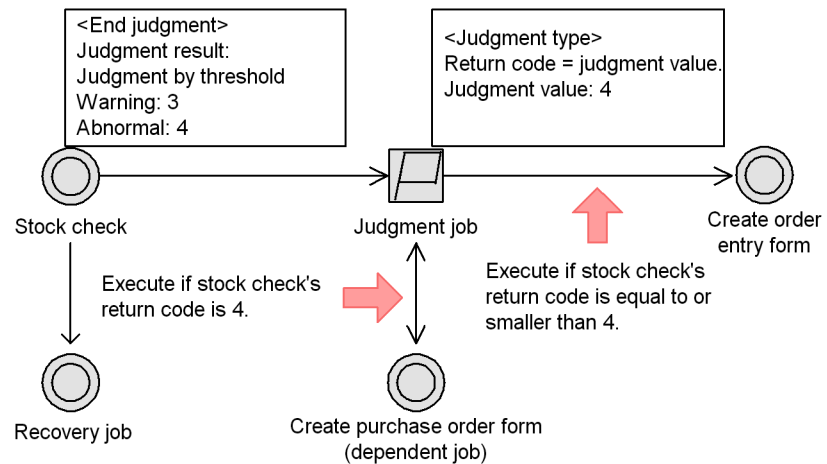 <End judgment>
Judgment result:
Judgment by threshold
Warning: 3
Abnormal: 4
<Judgment type>
Return code = judgment value.
Judgment value: 4
Stock check
Judgment job
Create order
entry form
Execute if stock check's
return code is 4.
Execute if stock check's
return code is equal to or
smaller than 4.
Recovery job
Create purchase order form
(dependent job)